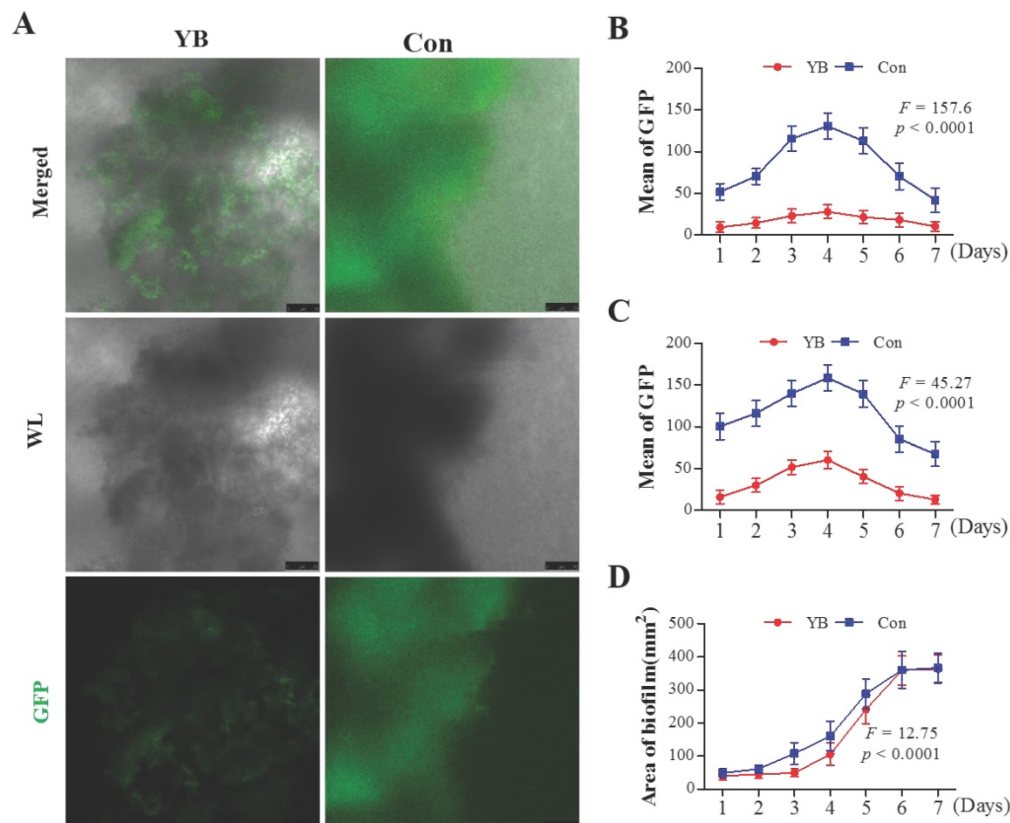 A
YB
Con
Merged
WL
GFP
B
YB
Con
F = 157.6
p < 0.0001
Mean of GFP
200
150
100
50
0
1 2 3 4 5 6 7 (Days)
C
YB
Con
F = 45.27
p < 0.0001
Mean of GFP
200
150
100
50
0
1 2 3 4 5 6 7 (Days)
D
YB
Con
F = 12.75
p < 0.0001
Area of biofilm(mm²)
500
400
300
200
100
0
1 2 3 4 5 6 7 (Days)